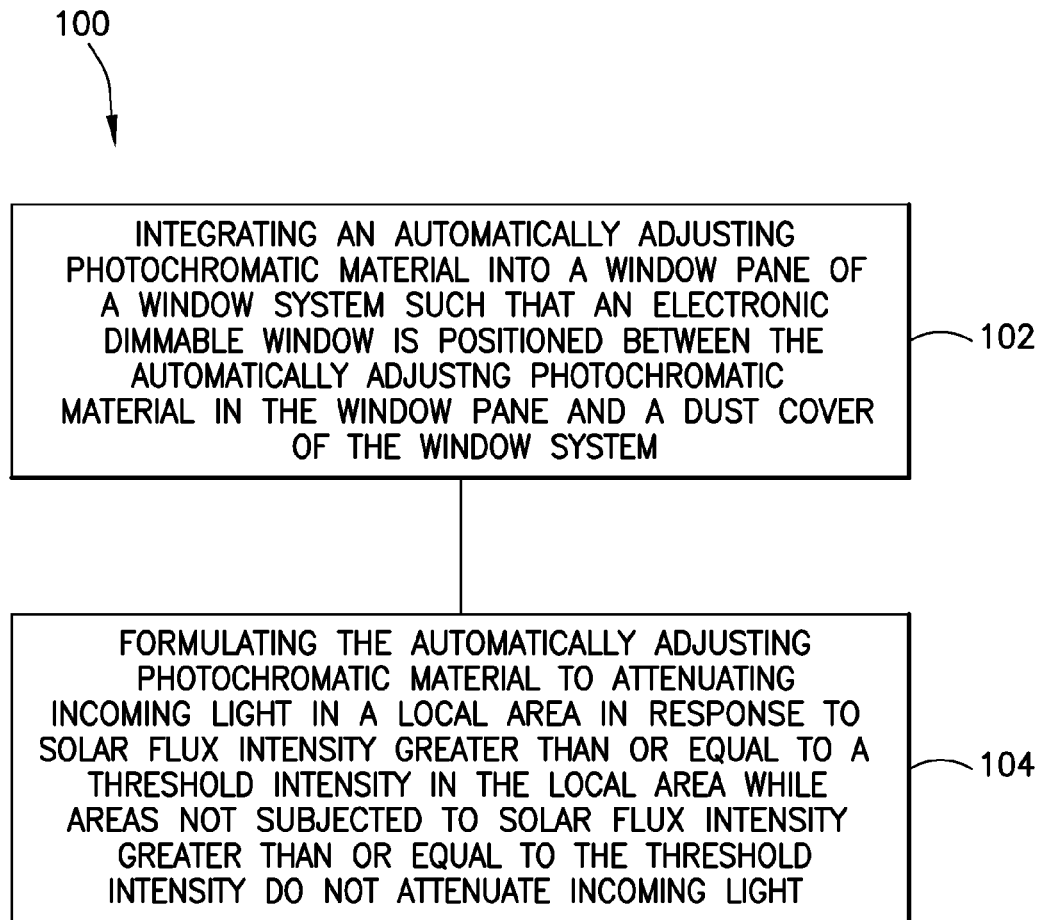 100
INTEGRATING AN AUTOMATICALLY ADJUSTING
PHOTOCHROMATIC MATERIAL INTO A WINDOW PANE OF
A WINDOW SYSTEM SUCH THAT AN ELECTRONIC
DIMMABLE WINDOW IS POSITIONED BETWEEN THE
AUTOMATICALLY ADJUSTNG PHOTOCHROMATIC
MATERIAL IN THE WINDOW PANE AND A DUST COVER
OF THE WINDOW SYSTEM
102
FORMULATING THE AUTOMATICALLY ADJUSTING
PHOTOCHROMATIC MATERIAL TO ATTENUATING
INCOMING LIGHT IN A LOCAL AREA IN RESPONSE TO
SOLAR FLUX INTENSITY GREATER THAN OR EQUAL TO A
THRESHOLD INTENSITY IN THE LOCAL AREA WHILE
AREAS NOT SUBJECTED TO SOLAR FLUX INTENSITY
GREATER THAN OR EQUAL TO THE THRESHOLD
INTENSITY DO NOT ATTENUATE INCOMING LIGHT
104